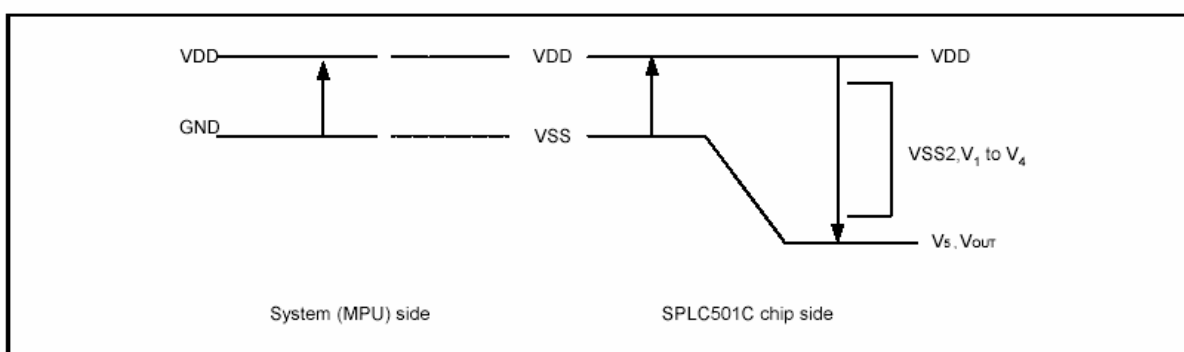 VDD VDD VDD
GND VSS
VSS2,V1 to V4
V5, VOUT
System (MPU) side SPLC501C chip side